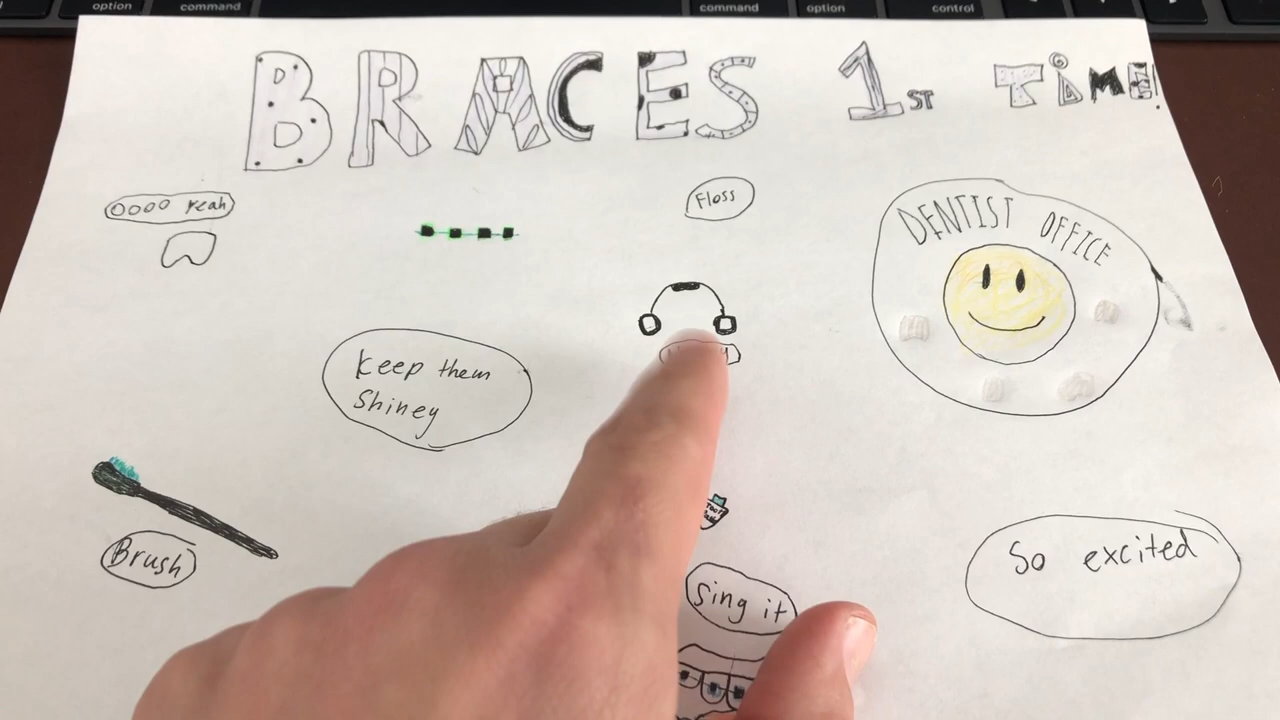 command
option
command
option
control
BRACES 1ST TiME!
oooo yeah
Floss
DENTIST OFFICE
keep them
Shiney
Brush
Sing it
So excited